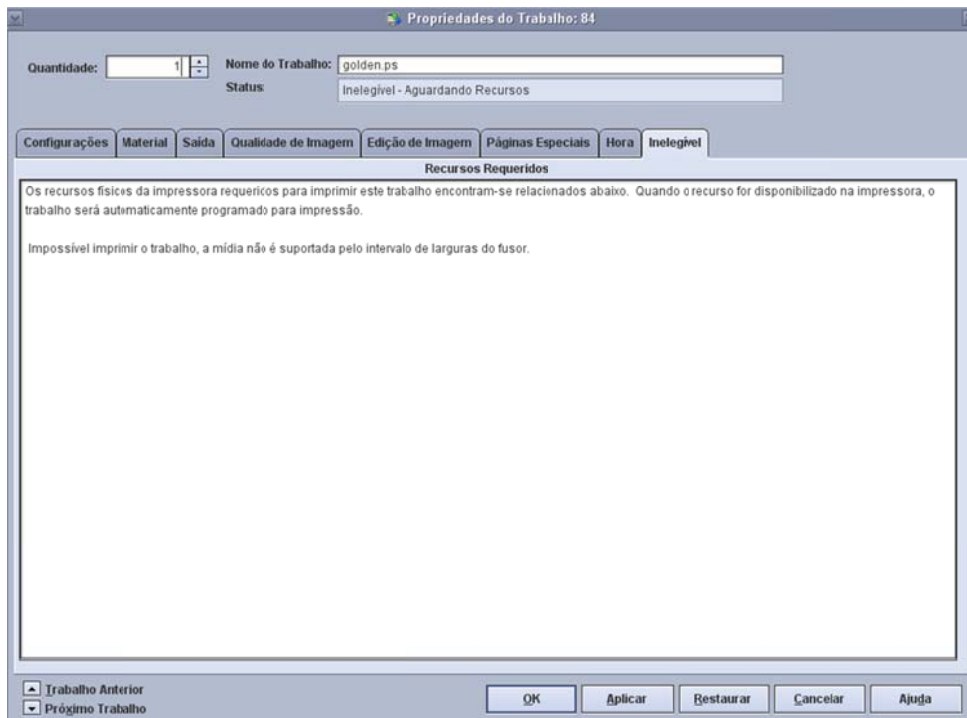 Propriedades do Trabalho: 84
Quantidade: 1 Nome do Trabalho: golden.ps
Status: Inelegível - Aguardando Recursos
Configurações Material Saída Qualidade de Imagem Edição de Imagem Páginas Especiais Hora Inelegível
Recursos Requeridos
Os recursos físicos da impressora requericos para imprimir este trabalho encontram-se relacionados abaixo. Quando o recurso for disponibilizado na impressora, o
trabalho será automaticamente programado para impressão.
Impossível imprimir o trabalho, a mídia não é suportada pelo intervalo de larguras do fusor.
Trabalho Anterior
Próximo Trabalho
OK Aplicar Restaurar Cancelar Ajuda